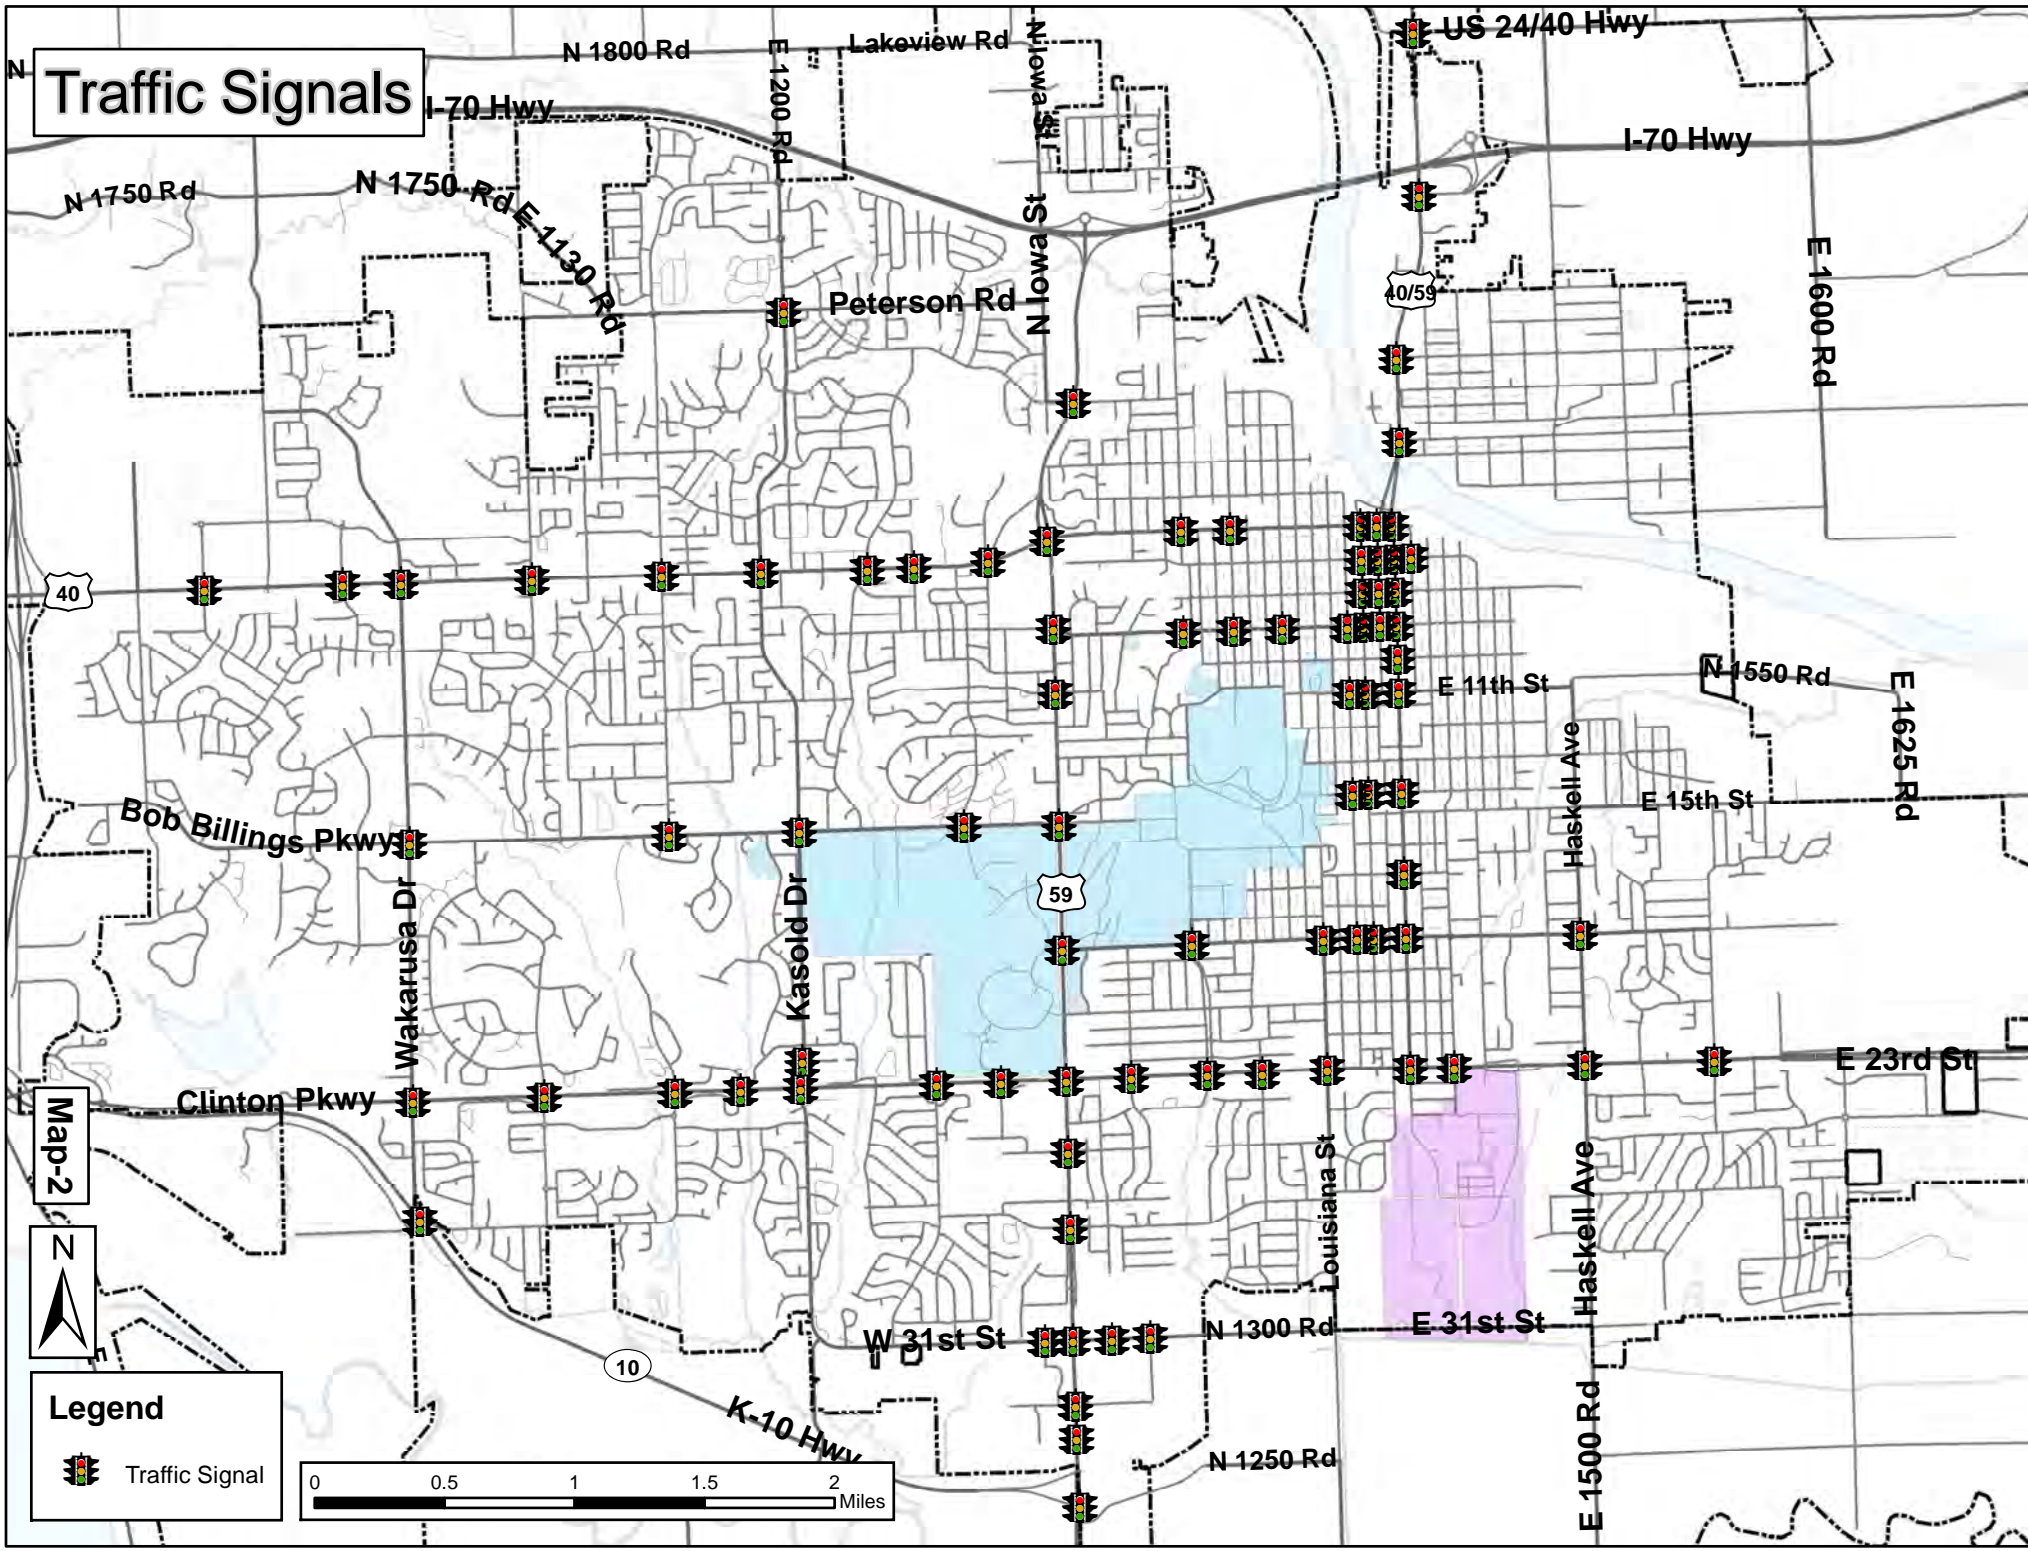 US 24/40 Hwy
N 1800 Rd
Lakeview Rd
N
Traffic Signals
I-70 Hwy
E 1200 Rd
N Iowa St
I-70 Hwy
N 1750 Rd
N 1750 Rd
E 1130 Rd
N Iowa St
E 1600 Rd
40/59
Peterson Rd
40
E 11th St
N 1550 Rd
E 1625 Rd
Haskell Ave
E 15th St
Bob Billings Pkwy
Wakarusa Dr
Kasold Dr
59
E 23rd St
Clinton Pkwy
Map-2
Louisiana St
Haskell Ave
N
W 31st St
N 1300 Rd
E 31st St
10
K-10 Hwy
N 1250 Rd
E 1500 Rd
Legend
Traffic Signal
0 0.5 1 1.5 2
Miles